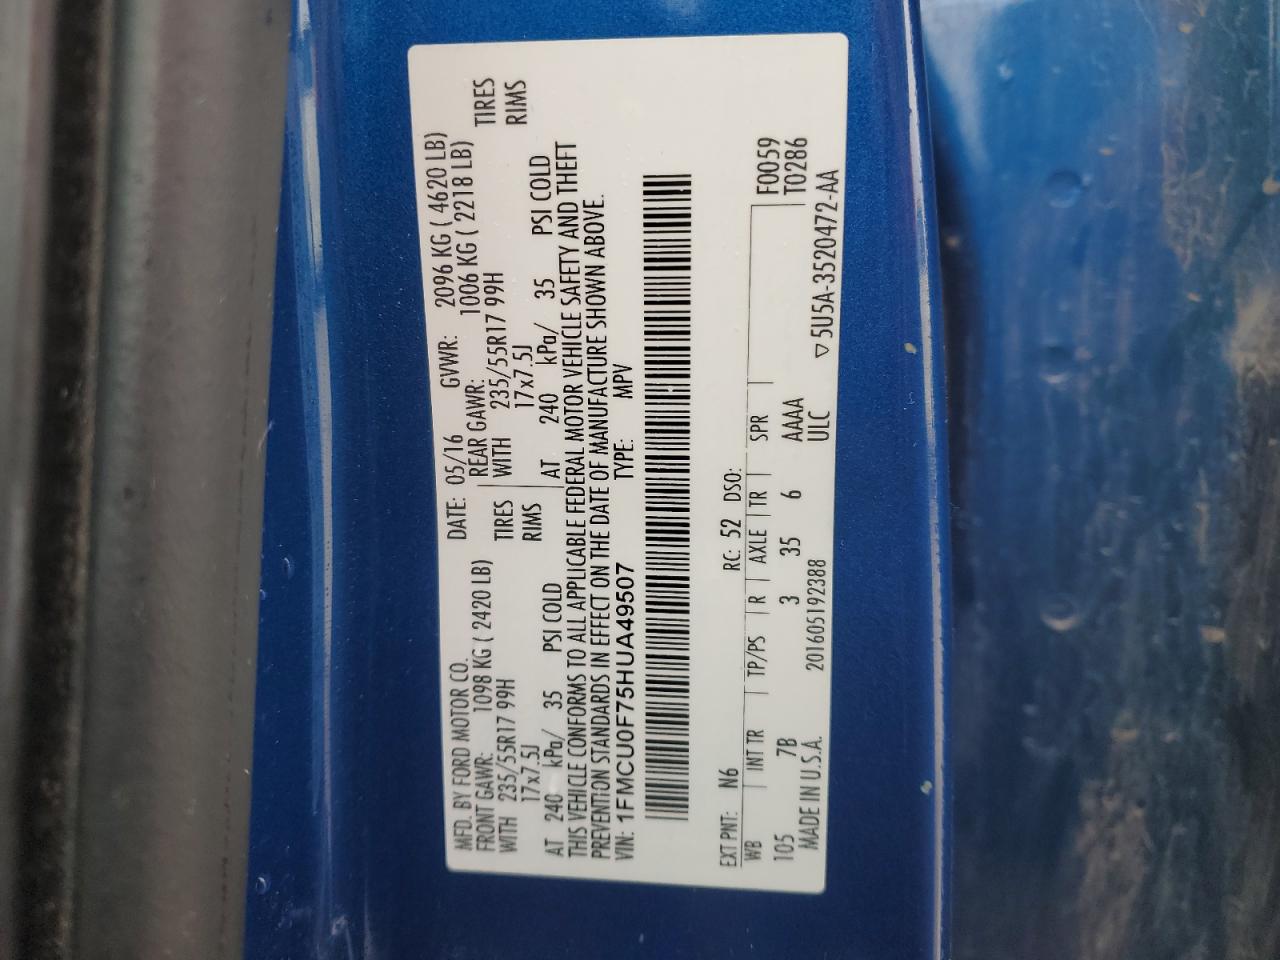 MFD. BY FORD MOTOR CO. DATE: 05/16 GVWR: 2096 KG ( 4620 LB)
FRONT GAWR: 1098 KG ( 2420 LB) REAR GAWR: 1006 KG ( 2218 LB)
WITH 235/55R17 99H TIRES WITH 235/55R17 99H TIRES
17x7.5J RIMS 17x7.5J RIMS
AT 240 kPa/ 35 PSI COLD AT 240 kPa/ 35 PSI COLD
THIS VEHICLE CONFORMS TO ALL APPLICABLE FEDERAL MOTOR VEHICLE SAFETY AND THEFT
PREVENTION STANDARDS IN EFFECT ON THE DATE OF MANUFACTURE SHOWN ABOVE.
VIN: 1FMCU0F75HUA49507 TYPE: MPV
EXT PNT: N6 RC: 52 DSO:
WB INT TR TP/PS R AXLE TR SPR F0059
105 7B 3 35 6 AAAA T0286
MADE IN U.S.A. 201605192388 ULC
▽ 5U5A-3520472-AA